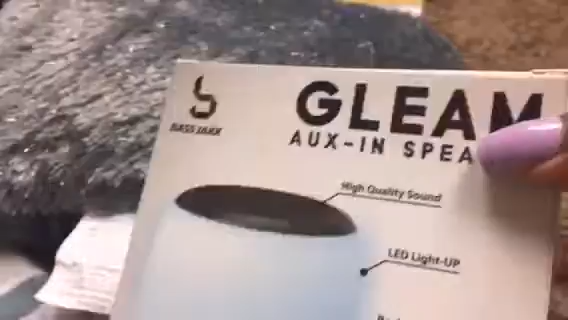 BASS JAXX
GLEAM
AUX-IN SPEA
High Quality Sound
LED Light-UP